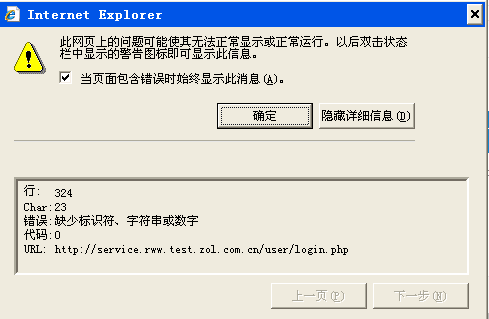 Internet Explorer
此网页上的问题可能使其无法正常显示或正常运行。以后双击状态
栏中显示的警告图标即可显示此信息。
当页面包含错误时始终显示此消息(A)。
确定
隐藏详细信息(D)
行: 324
Char:23
错误:缺少标识符、字符串或数字
代码:0
URL: http://service.rww.test.zol.com.cn/user/login.php
上一页(P)
下一步(N)